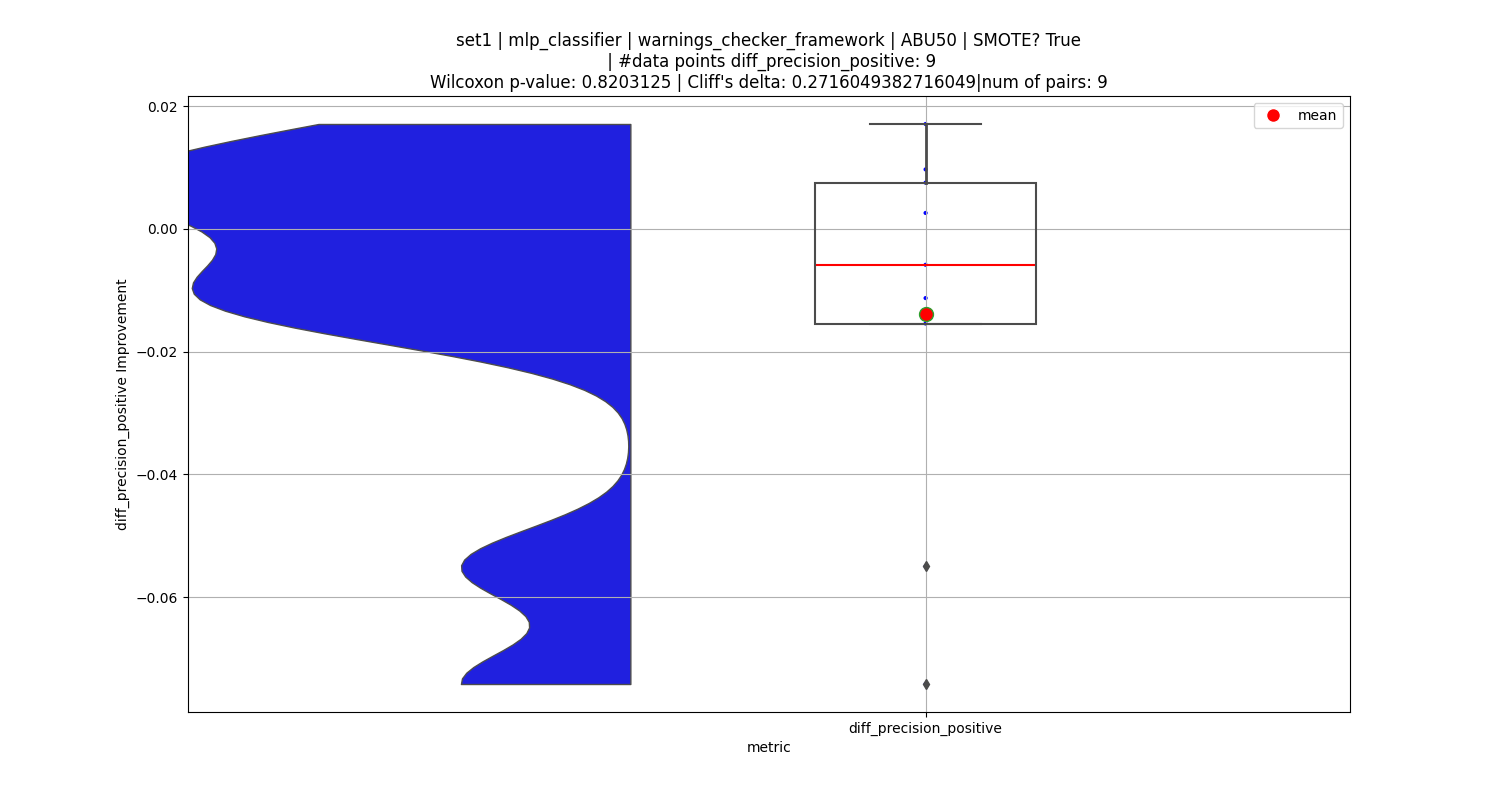 set1 | mlp_classifier | warnings_checker_framework | ABU50 | SMOTE? True
| #data points diff_precision_positive: 9
Wilcoxon p-value: 0.8203125 | Cliff's delta: 0.2716049382716049|num of pairs: 9
mean
0.02
0.00
−0.02
−0.04
−0.06
diff_precision_positive Improvement
diff_precision_positive
metric